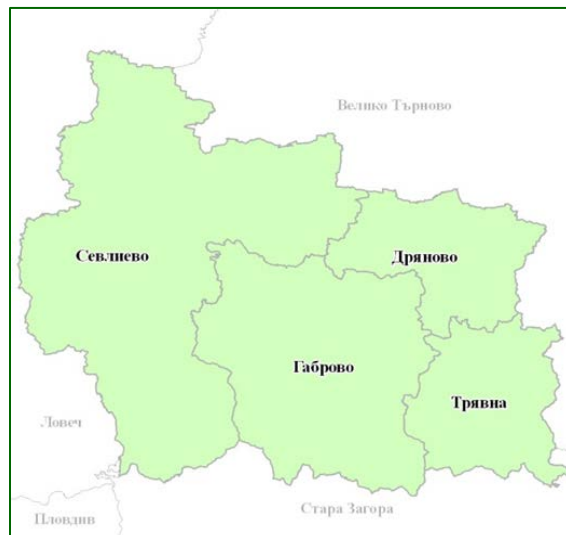 Велико Търново
Севлиево
Дряново
Габрово
Трявна
Ловеч
Стара Загора
Пловдив